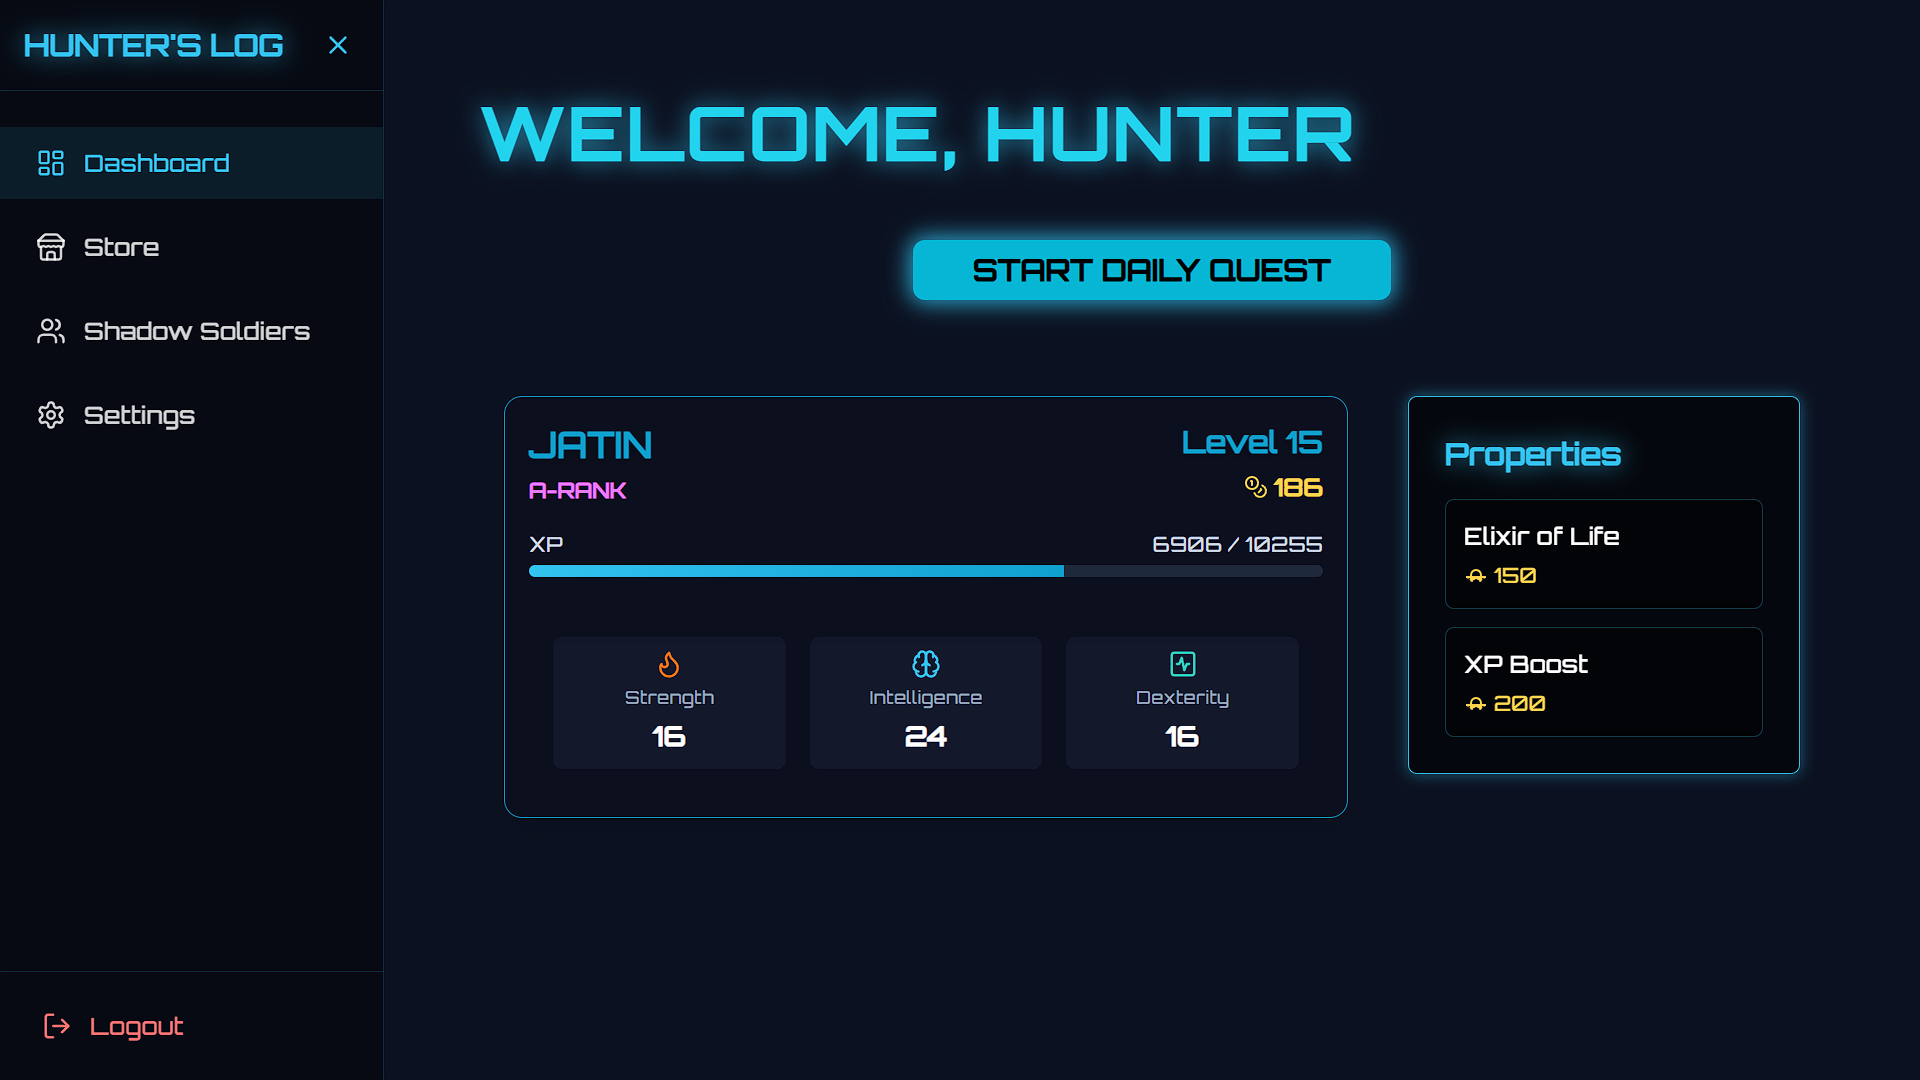 HUNTER'S LOG
Dashboard
Store
Shadow Soldiers
Settings
Logout
WELCOME, HUNTER
START DAILY QUEST
JATIN
Level 15
A-RANK
186
XP
6906 / 10255
Strength
16
Intelligence
24
Dexterity
16
Properties
Elixir of Life
150
XP Boost
200